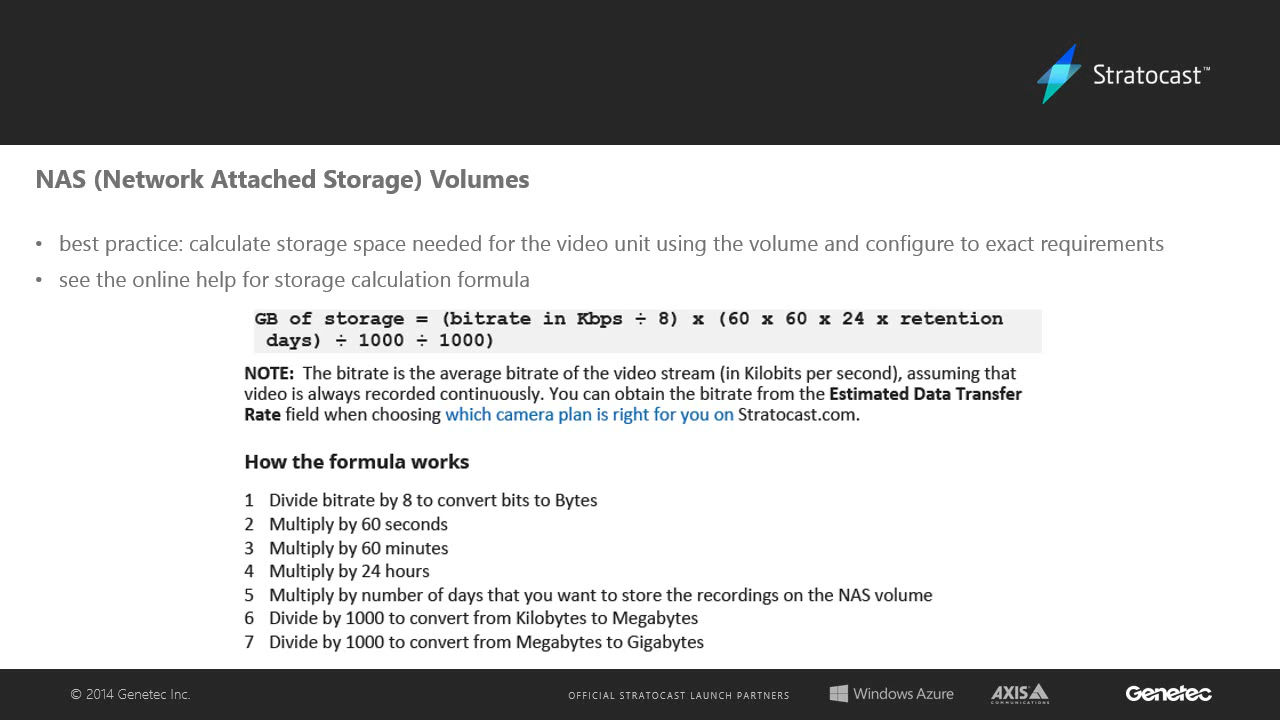 Stratocast™
NAS (Network Attached Storage) Volumes
• best practice: calculate storage space needed for the video unit using the volume and configure to exact requirements
• see the online help for storage calculation formula
GB of storage = (bitrate in Kbps ÷ 8) x (60 x 60 x 24 x retention
days) ÷ 1000 ÷ 1000)
NOTE: The bitrate is the average bitrate of the video stream (in Kilobits per second), assuming that
video is always recorded continuously. You can obtain the bitrate from the Estimated Data Transfer
Rate field when choosing which camera plan is right for you on Stratocast.com.
How the formula works
1 Divide bitrate by 8 to convert bits to Bytes
2 Multiply by 60 seconds
3 Multiply by 60 minutes
4 Multiply by 24 hours
5 Multiply by number of days that you want to store the recordings on the NAS volume
6 Divide by 1000 to convert from Kilobytes to Megabytes
7 Divide by 1000 to convert from Megabytes to Gigabytes
© 2014 Genetec Inc.
OFFICIAL STRATOCAST LAUNCH PARTNERS
Windows Azure
AXIS
COMMUNICATIONS
Genetec